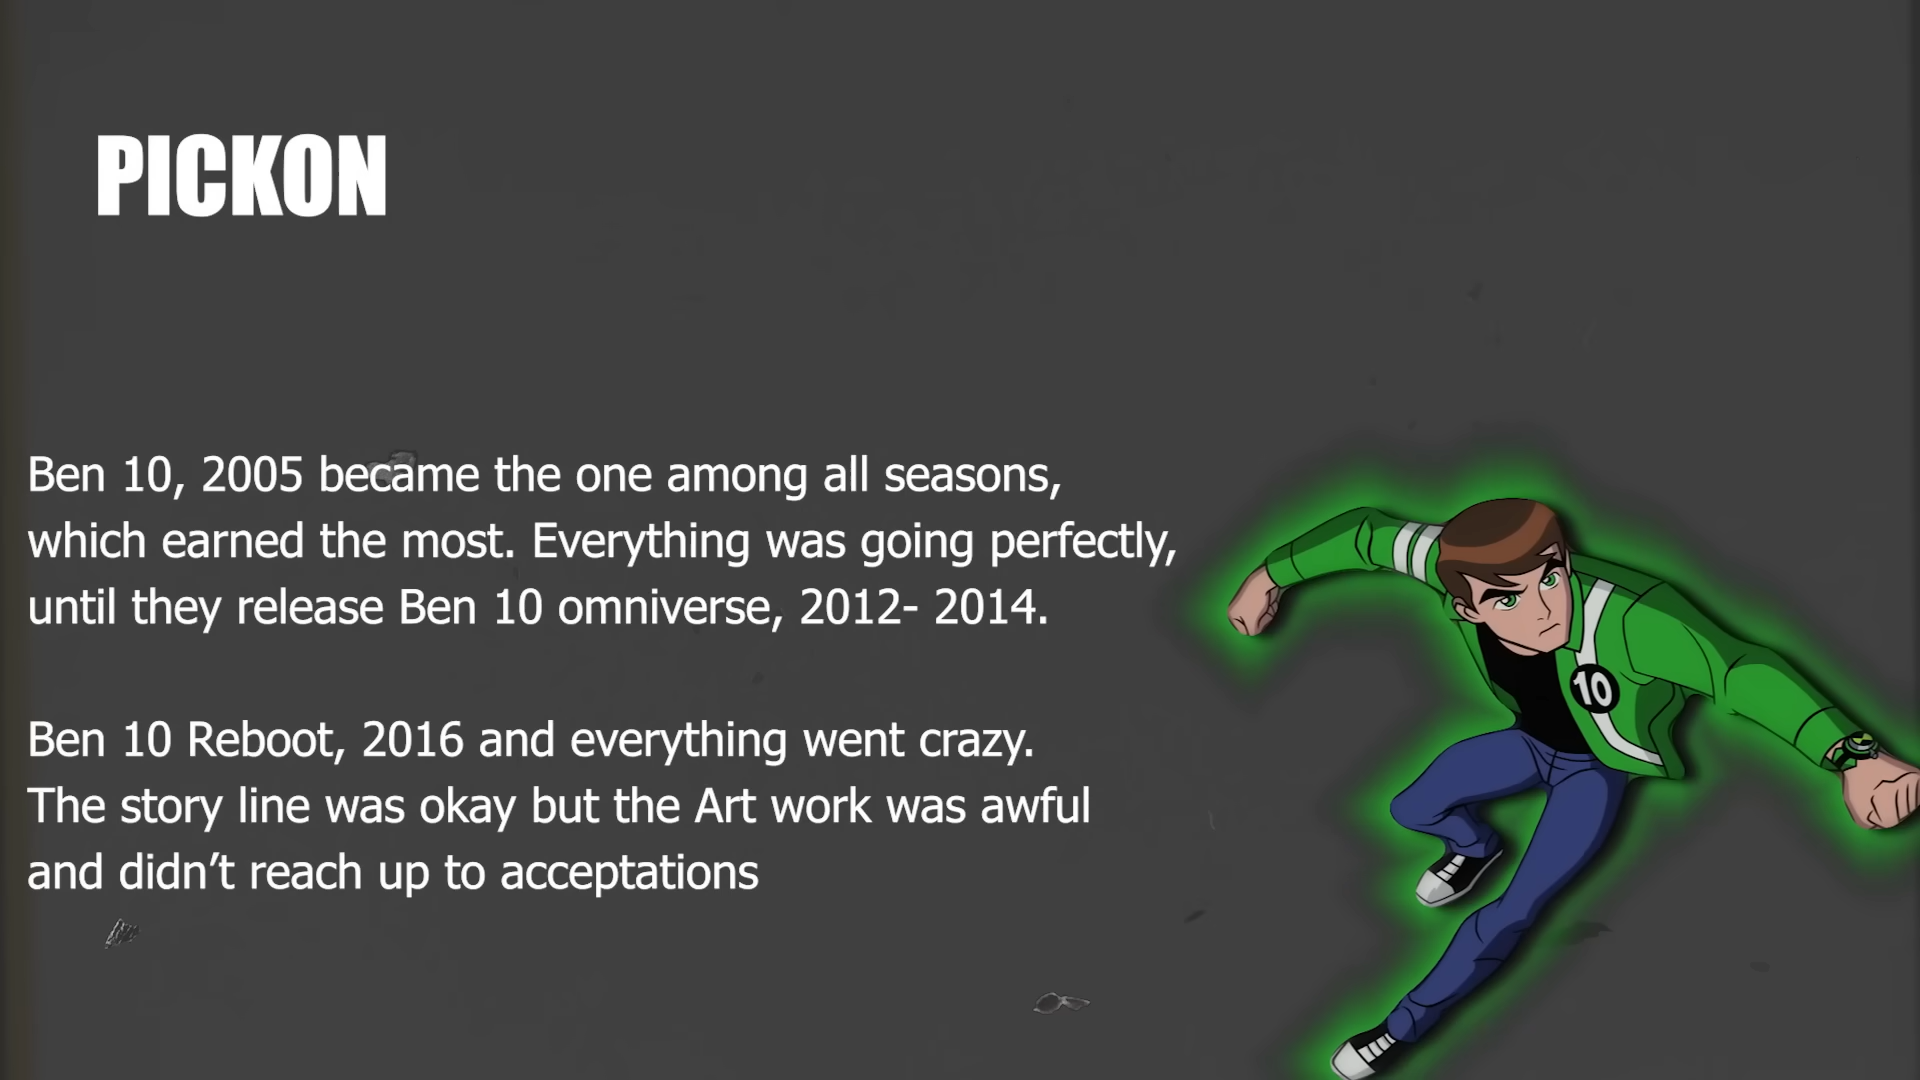 PICKON
Ben 10, 2005 became the one among all seasons,
which earned the most. Everything was going perfectly,
until they release Ben 10 omniverse, 2012- 2014.
Ben 10 Reboot, 2016 and everything went crazy.
The story line was okay but the Art work was awful
and didn’t reach up to acceptations
10